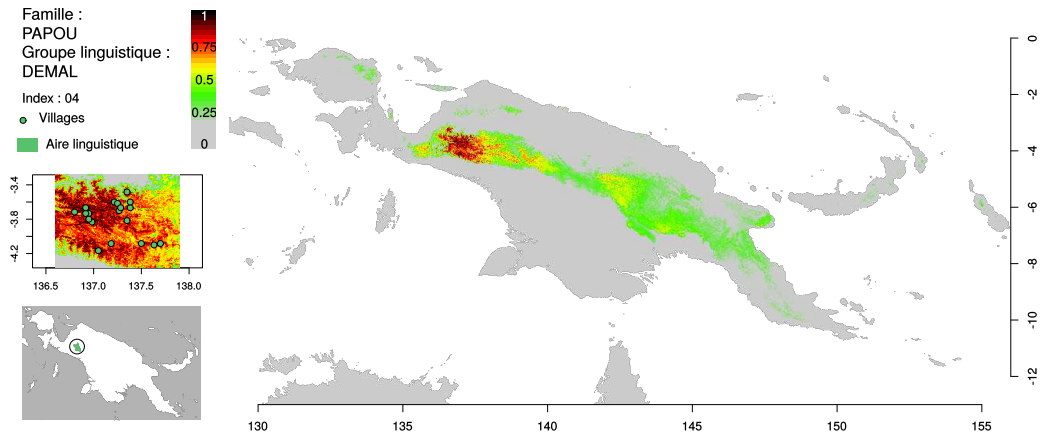 Famille :
PAPOU
Groupe linguistique :
DEMAL
Index : 04
Villages
Aire linguistique
1
0.75
0.5
0.25
0
-3.4
-3.8
-4.2
136.5 137.0 137.5 138.0
0
-2
-4
-6
-8
-10
-12
130 135 140 145 150 155